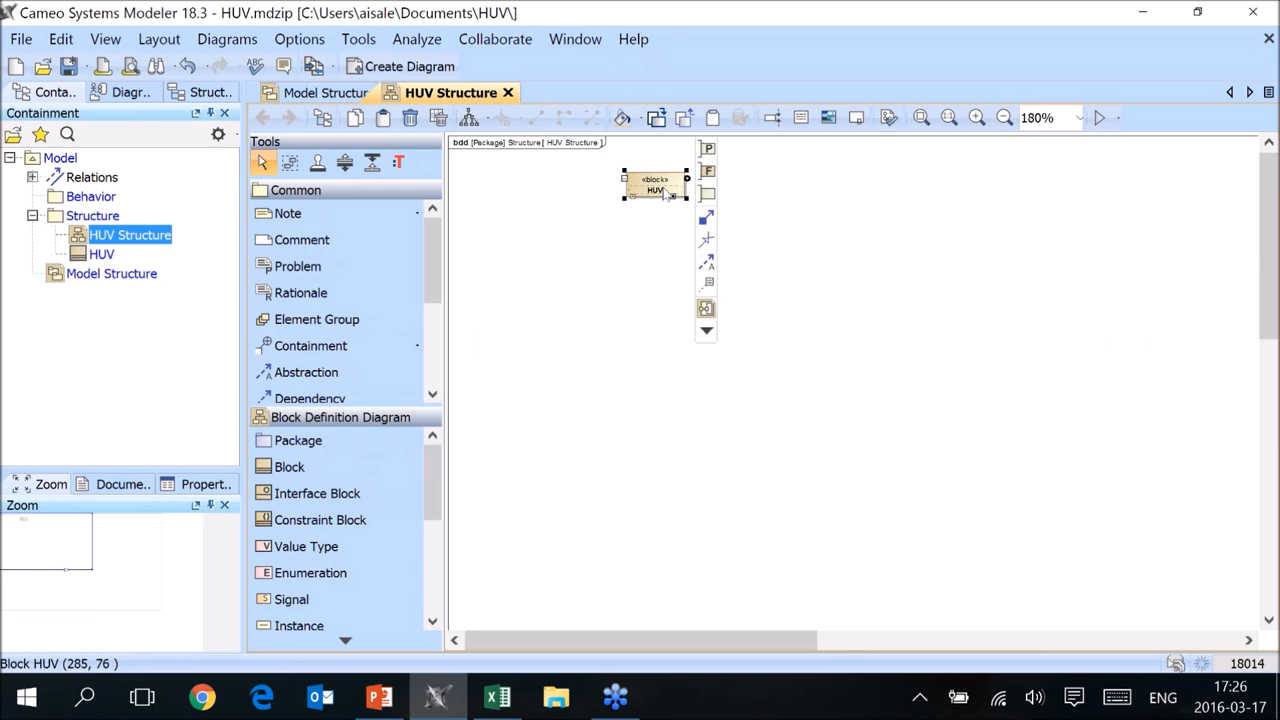 Cameo Systems Modeler 18.3 - HUV.mdzip [C:\Users\aisale\Documents\HUV\]
File Edit View Layout Diagrams Options Tools Analyze Collaborate Window Help
Create Diagram
Conta... Diagr... Struct... Model Structur HUV Structure
Containment
180%
Tools
bdd [Package] Structure[ HUV Structure ]
Model
Relations
Behavior
Structure
HUV Structure
HUV
Model Structure
Common
Note
Comment
Problem
Rationale
Element Group
Containment
Abstraction
Dependency
Block Definition Diagram
Package
Block
Interface Block
Constraint Block
Value Type
Enumeration
Signal
Instance
«block»
HUV
P
F
Zoom Docume... Propert...
Zoom
Block HUV (285, 76 )
18014
ENG
17:26
2016-03-17